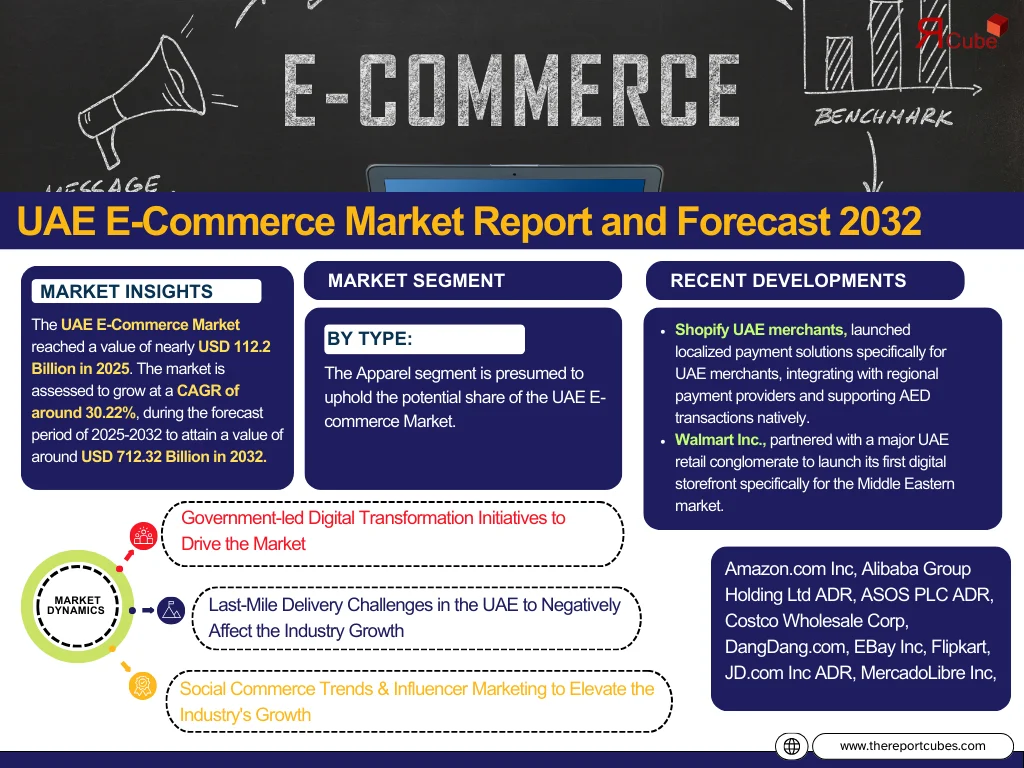 E-COMMERCE
MESSAGE
BENCHMARK
ЯCube
UAE E-Commerce Market Report and Forecast 2032
MARKET INSIGHTS
The UAE E-Commerce Market
reached a value of nearly USD 112.2
Billion in 2025. The market is
assessed to grow at a CAGR of
around 30.22%, during the forecast
period of 2025-2032 to attain a value of
around USD 712.32 Billion in 2032.
MARKET SEGMENT
BY TYPE:
The Apparel segment is presumed to
uphold the potential share of the UAE E-
commerce Market.
RECENT DEVELOPMENTS
• Shopify UAE merchants, launched
localized payment solutions specifically for
UAE merchants, integrating with regional
payment providers and supporting AED
transactions natively.
• Walmart Inc., partnered with a major UAE
retail conglomerate to launch its first digital
storefront specifically for the Middle Eastern
market.
MARKET
DYNAMICS
Government-led Digital Transformation Initiatives to
Drive the Market
Last-Mile Delivery Challenges in the UAE to Negatively
Affect the Industry Growth
Social Commerce Trends & Influencer Marketing to Elevate the
Industry's Growth
Amazon.com Inc, Alibaba Group
Holding Ltd ADR, ASOS PLC ADR,
Costco Wholesale Corp,
DangDang.com, EBay Inc, Flipkart,
JD.com Inc ADR, MercadoLibre Inc,
www.thereportcubes.com